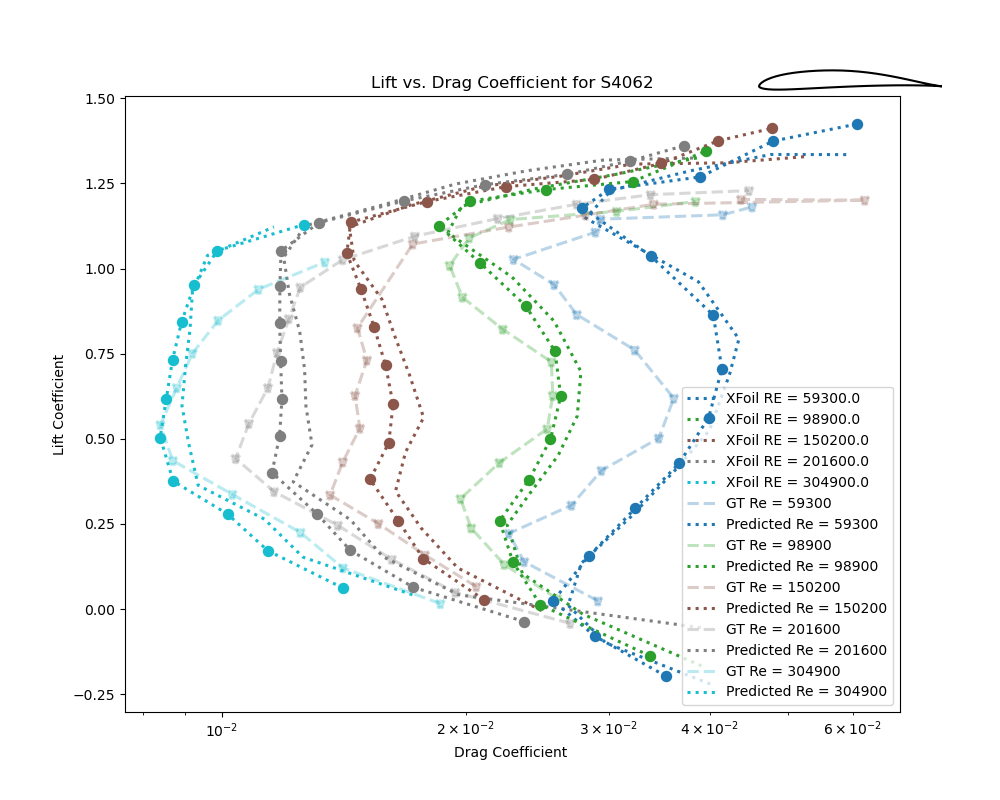 Lift vs. Drag Coefficient for S4062
1.50
1.25
1.00
0.75
0.50
0.25
0.00
−0.25
Lift Coefficient
10⁻²
2 × 10⁻²
3 × 10⁻²
4 × 10⁻²
6 × 10⁻²
Drag Coefficient
XFoil RE = 59300.0
XFoil RE = 98900.0
XFoil RE = 150200.0
XFoil RE = 201600.0
XFoil RE = 304900.0
GT Re = 59300
Predicted Re = 59300
GT Re = 98900
Predicted Re = 98900
GT Re = 150200
Predicted Re = 150200
GT Re = 201600
Predicted Re = 201600
GT Re = 304900
Predicted Re = 304900